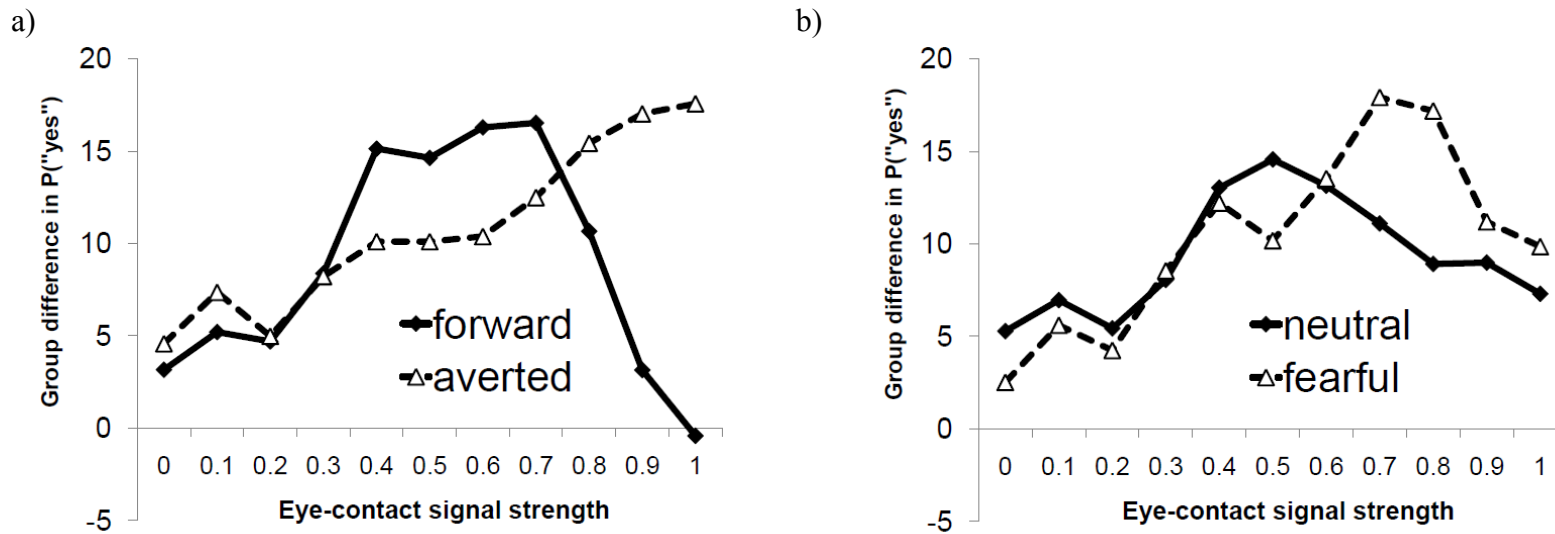 a)
Group difference in P("yes")
20
15
10
5
0
-5
forward
averted
0 0.1 0.2 0.3 0.4 0.5 0.6 0.7 0.8 0.9 1
Eye-contact signal strength
b)
Group difference in P("yes")
20
15
10
5
0
-5
neutral
fearful
0 0.1 0.2 0.3 0.4 0.5 0.6 0.7 0.8 0.9 1
Eye-contact signal strength